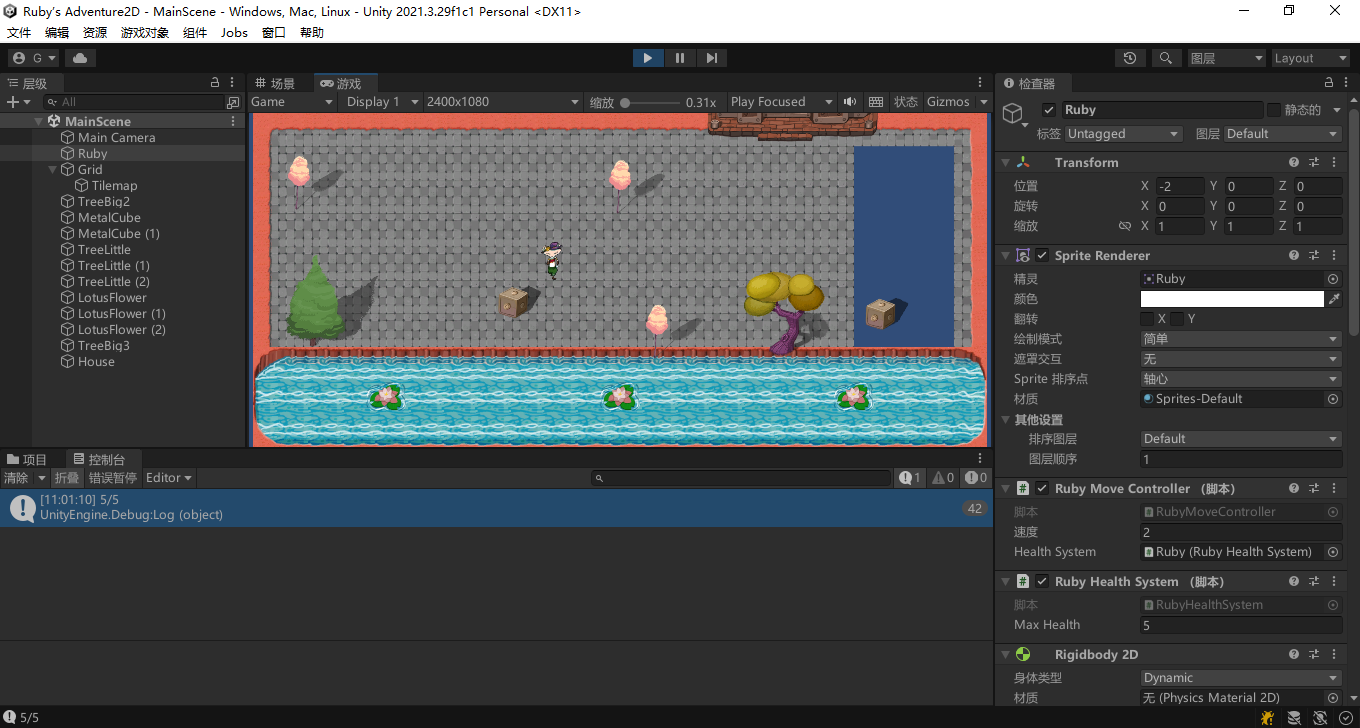 Ruby's Adventure2D - MainScene - Windows, Mac, Linux - Unity 2021.3.29f1c1 Personal <DX11>
文件 编辑 资源 游戏对象 组件 Jobs 窗口 帮助
G 图层 Layout
层级
All
MainScene
Main Camera
Ruby
Grid
Tilemap
TreeBig2
MetalCube
MetalCube (1)
TreeLittle
TreeLittle (1)
TreeLittle (2)
LotusFlower
LotusFlower (1)
LotusFlower (2)
TreeBig3
House
场景 游戏
Game Display 1 2400x1080 缩放 0.31x Play Focused 状态 Gizmos
项目 控制台
清除 折叠 错误暂停 Editor 1 0 0
[11:01:10] 5/5
UnityEngine.Debug:Log (object)
42
检查器
Ruby 静态的
标签 Untagged 图层 Default
Transform
位置 X -2 Y 0 Z 0
旋转 X 0 Y 0 Z 0
缩放 X 1 Y 1 Z 1
Sprite Renderer
精灵 Ruby
颜色
翻转 X Y
绘制模式 简单
遮罩交互 无
Sprite 排序点 轴心
材质 Sprites-Default
其他设置
排序图层 Default
图层顺序 1
Ruby Move Controller （脚本）
脚本 RubyMoveController
速度 2
Health System Ruby (Ruby Health System)
Ruby Health System （脚本）
脚本 RubyHealthSystem
Max Health 5
Rigidbody 2D
身体类型 Dynamic
材质 无 (Physics Material 2D)
5/5